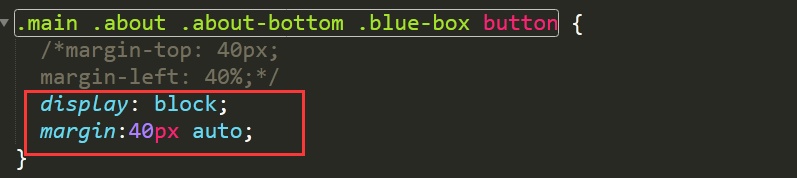 .main .about .about-bottom .blue-box button {
/*margin-top: 40px;
margin-left: 40%;*/
display: block;
margin:40px auto;
}